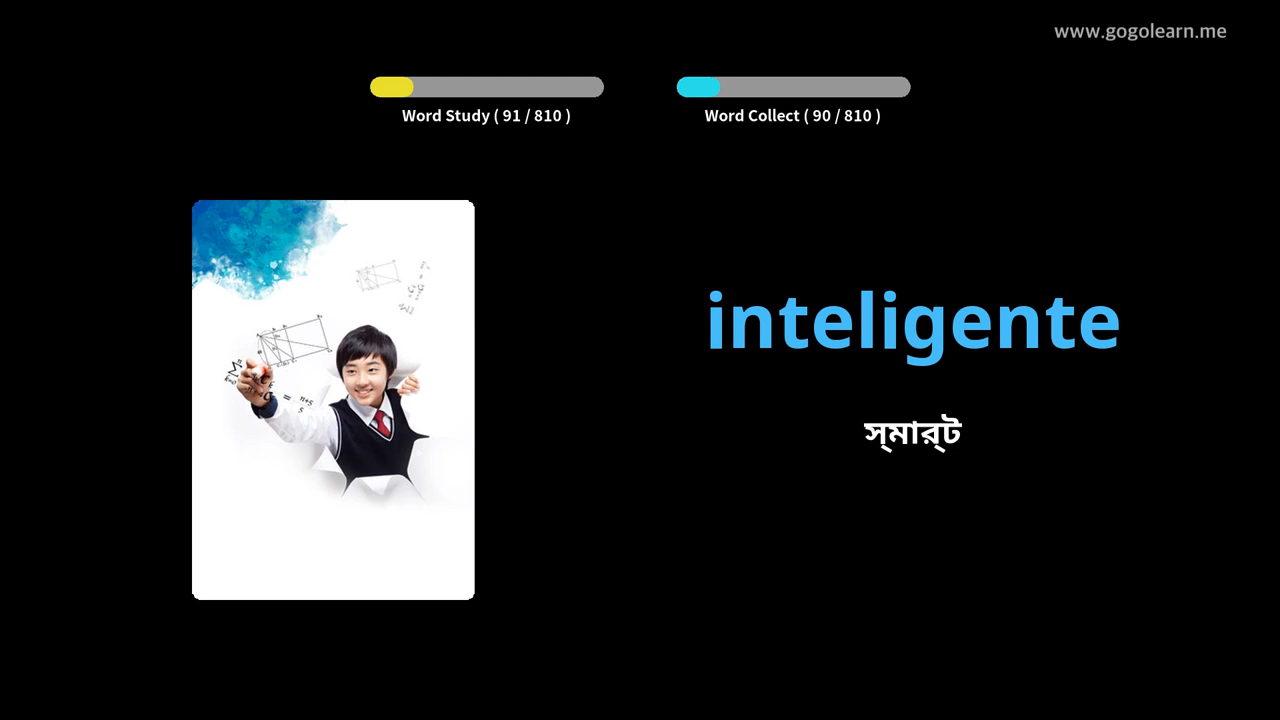 www.gogolearn.me
Word Study ( 91 / 810 )
Word Collect ( 90 / 810 )
inteligente
স্মার্ট